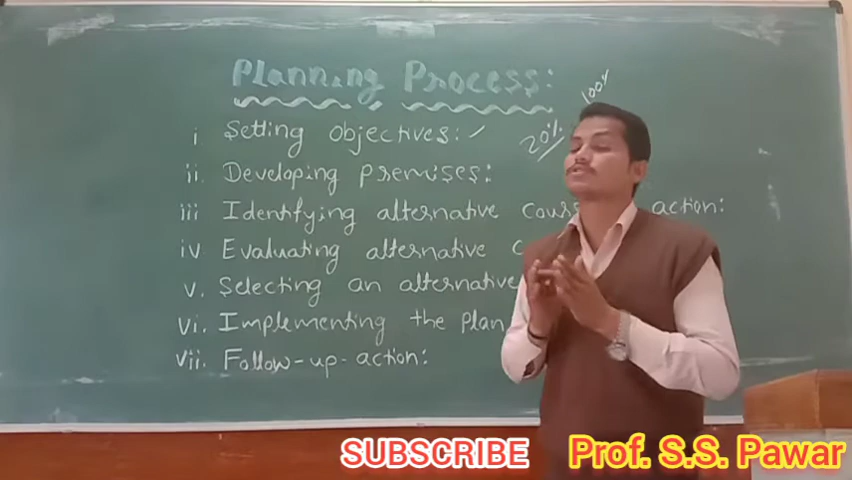 Planning Process:
100%
20%
i Setting objectives:
ii. Developing premises:
iii Identifying alternative cours action:
iv Evaluating alternative c
v. Selecting an alternative
vi. Implementing the plan
vii. Follow-up-action:
SUBSCRIBE Prof. S.S. Pawar